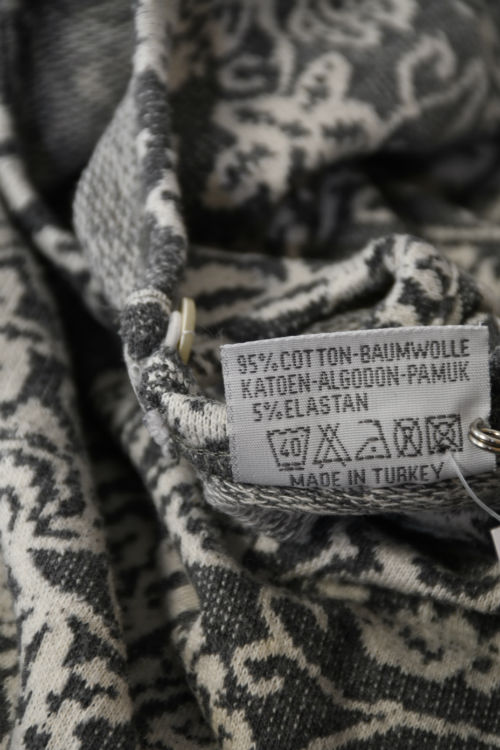 95% COTTON-BAUMWOLLE
KATOEN-ALGODON-PAMUK
5% ELASTAN
40
MADE IN TURKEY